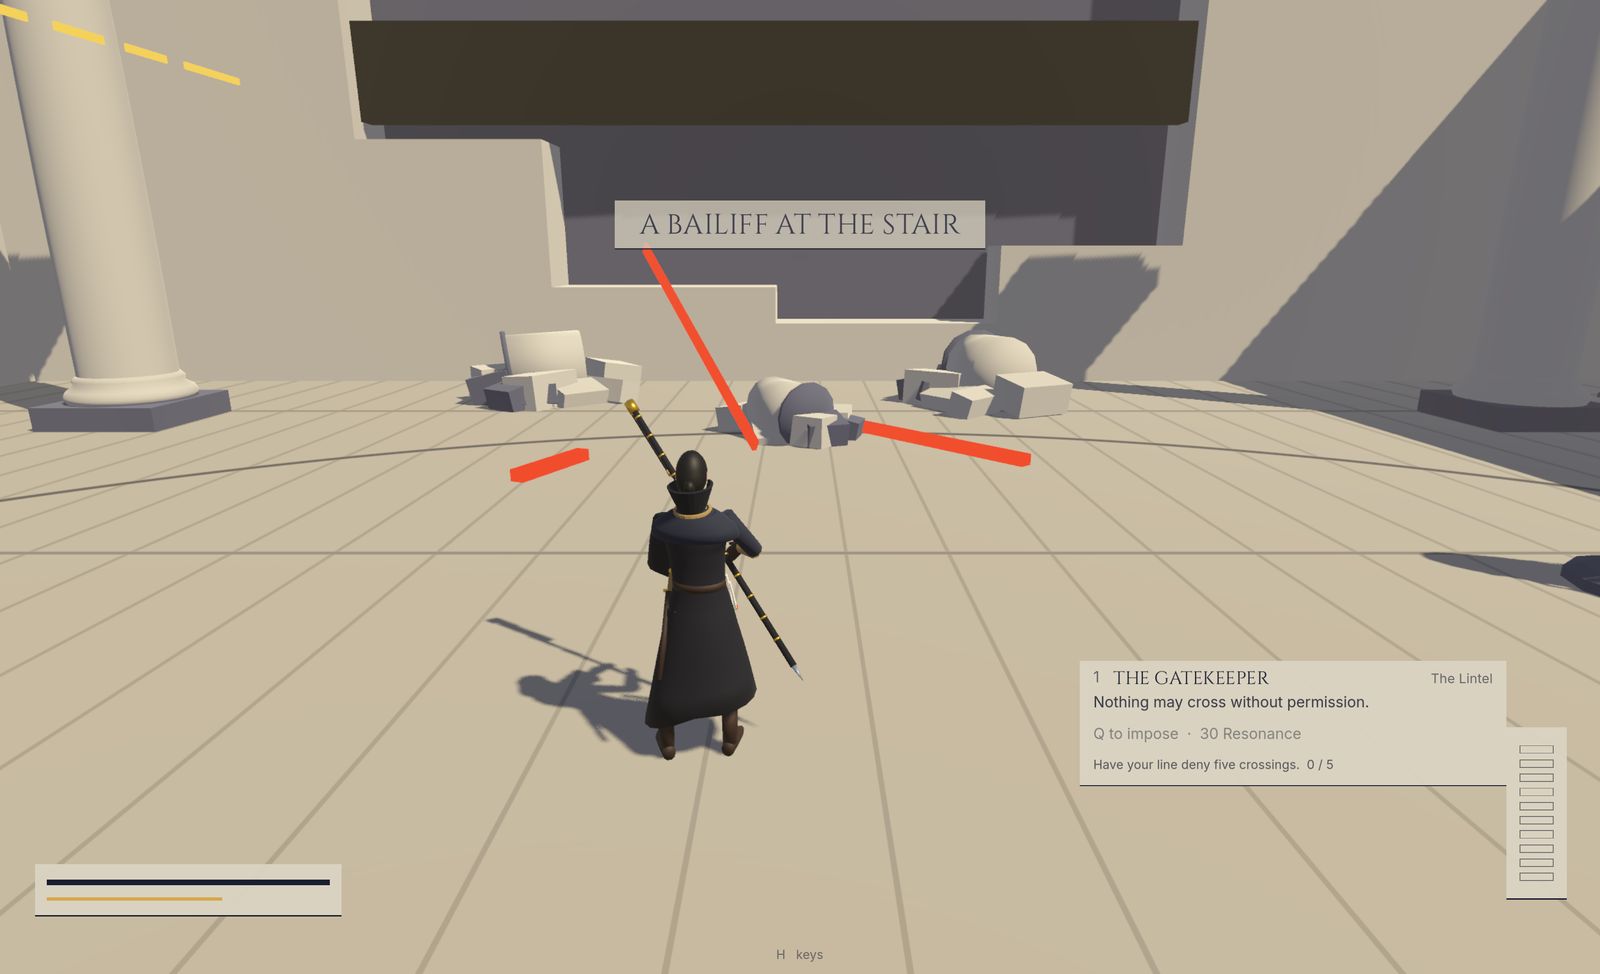 A BAILIFF AT THE STAIR
1 THE GATEKEEPER The Lintel
Nothing may cross without permission.
Q to impose · 30 Resonance
Have your line deny five crossings. 0 / 5
H keys